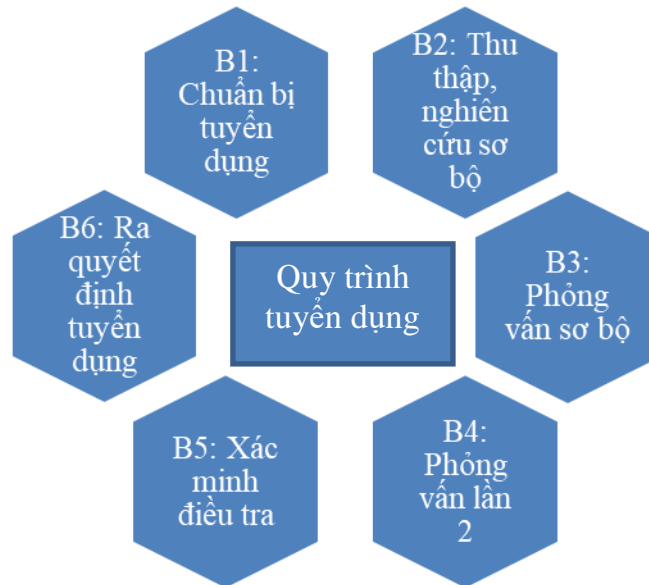 B1:
Chuẩn bị
tuyển
dụng
B2: Thu
thập,
nghiên
cứu sơ
bộ
B6: Ra
quyết
định
tuyển
dụng
Quy trình
tuyển dụng
B3:
Phỏng
vấn sơ bộ
B5: Xác
minh
điều tra
B4:
Phỏng
vấn lần
2